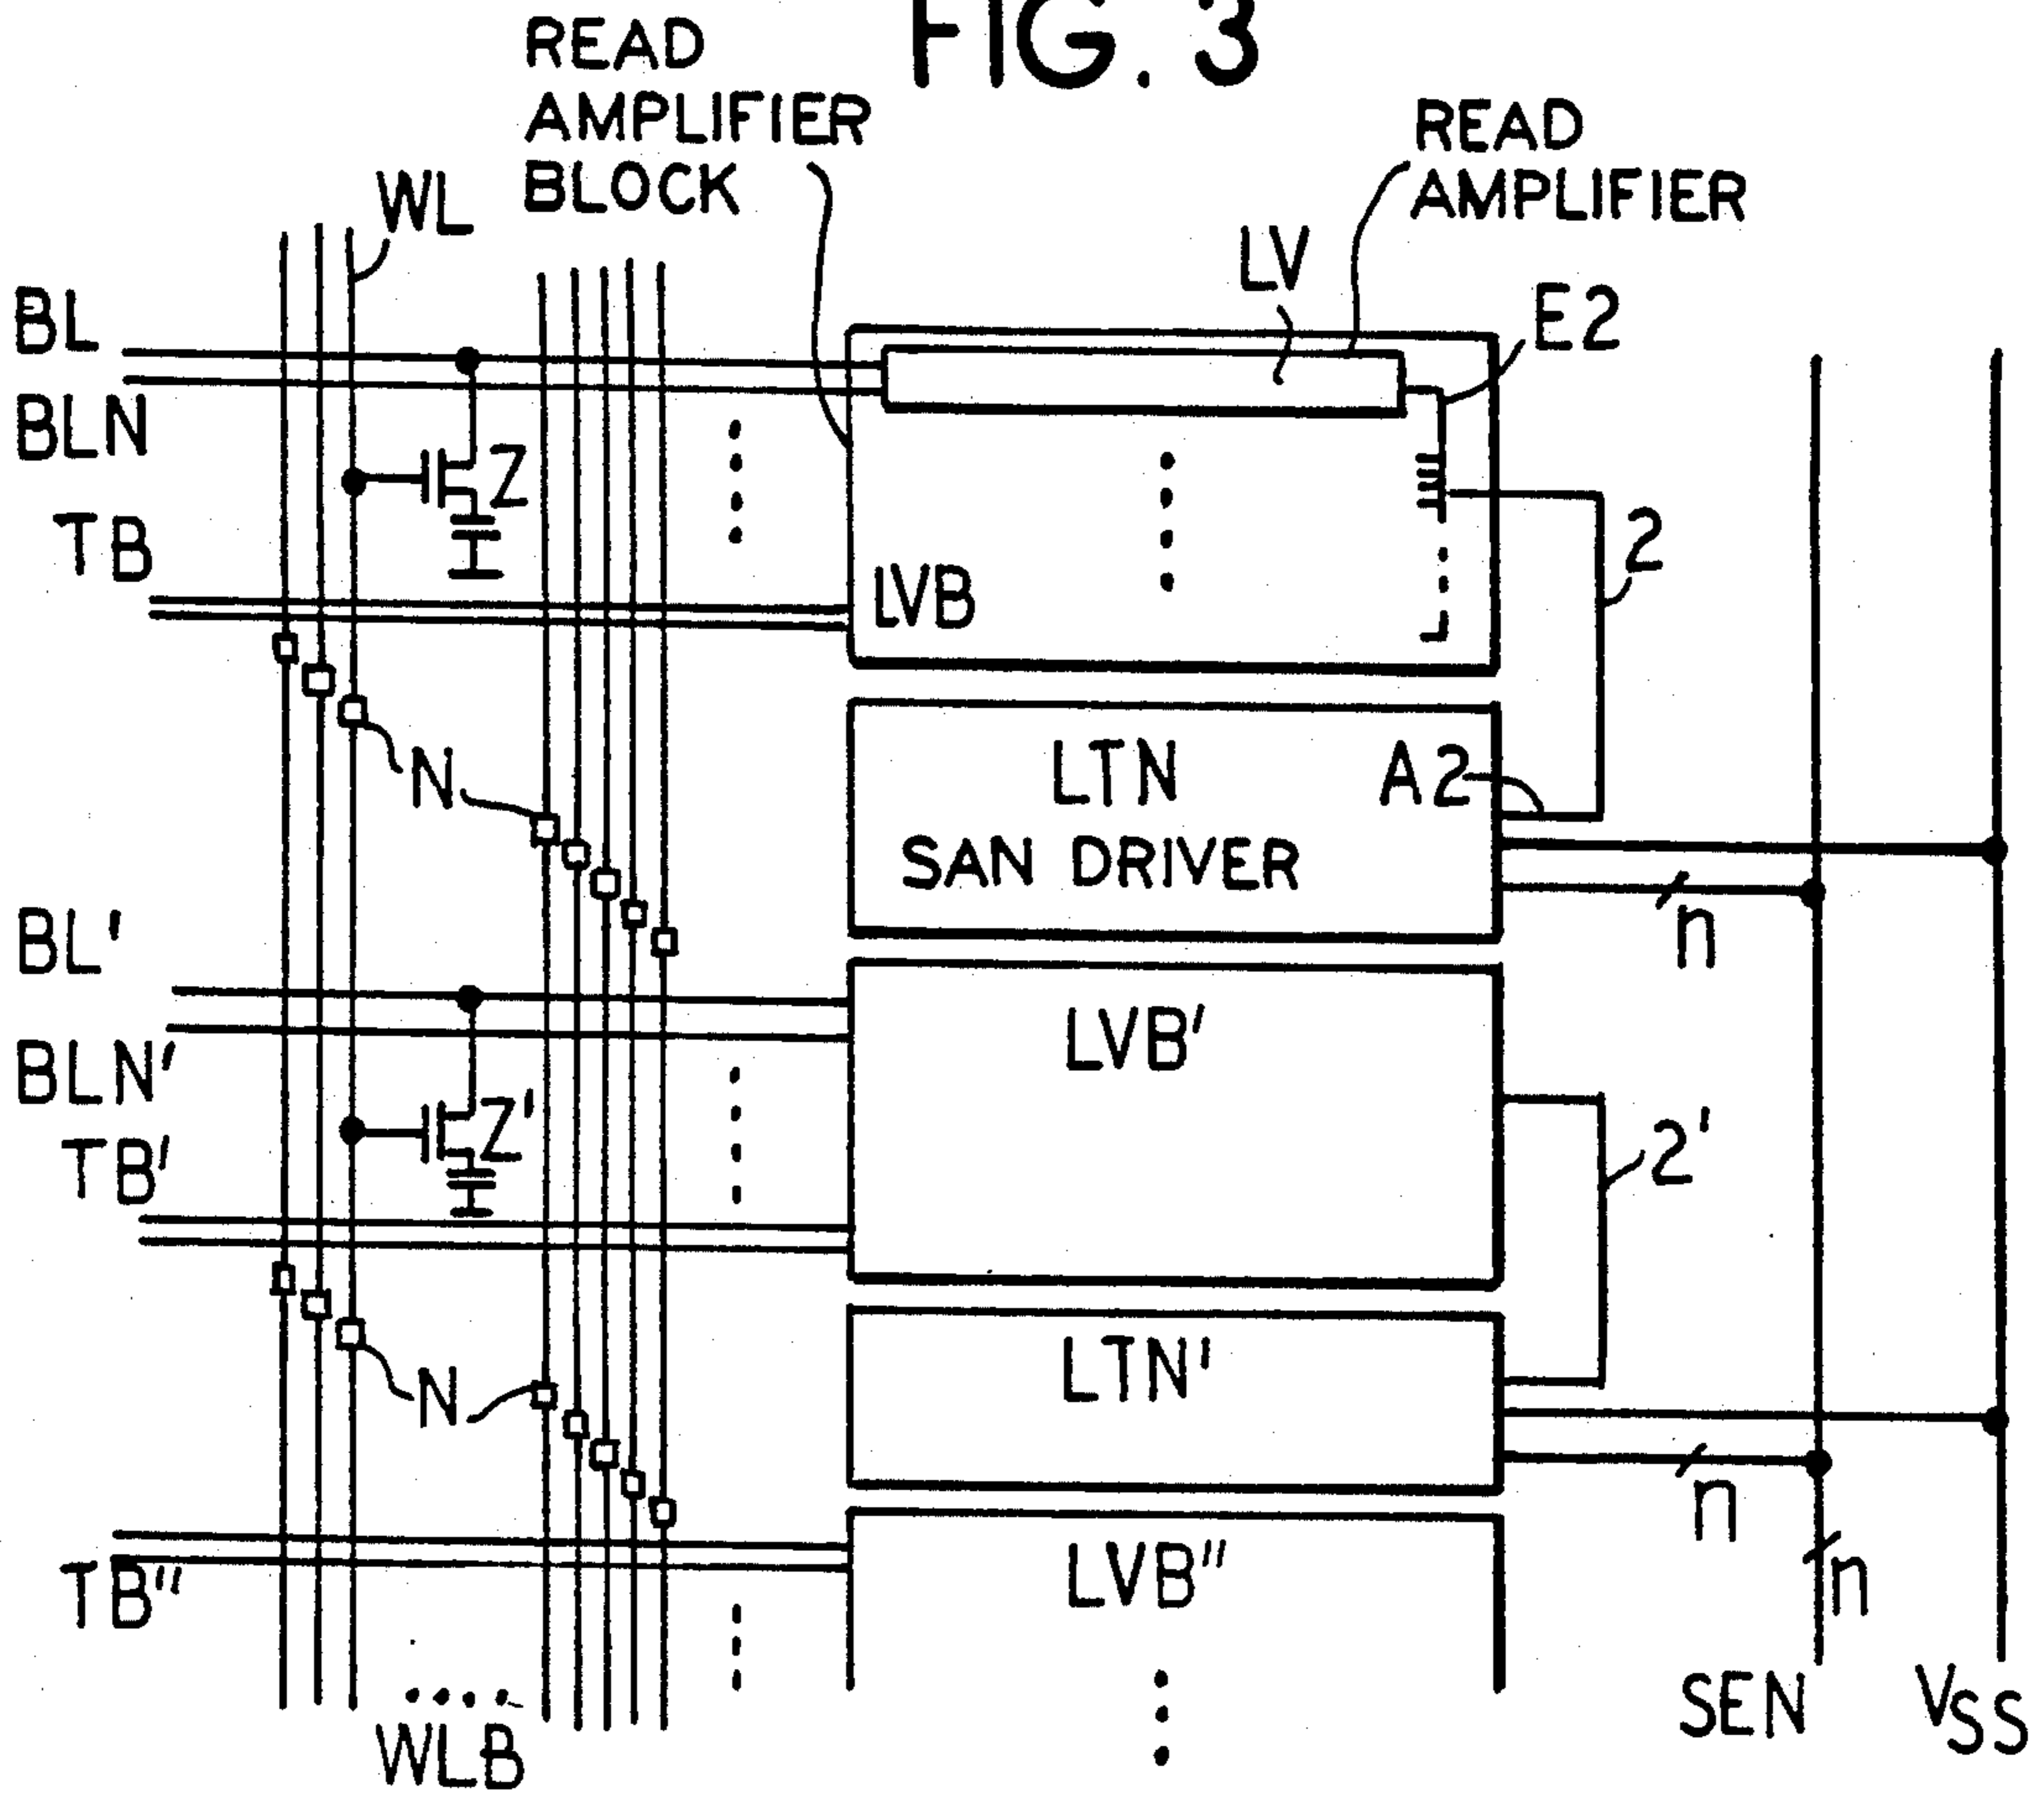 FIG. 3
READ
AMPLIFIER
BLOCK
READ
AMPLIFIER
WL
LV
E2
BL
BLN
Z
TB
2
LVB
N
LTN
A2
SAN DRIVER
n
BL'
LVB'
BLN'
Z'
TB'
2'
LTN'
N
n
LVB"
n
TB"
SEN
VSS
WLB